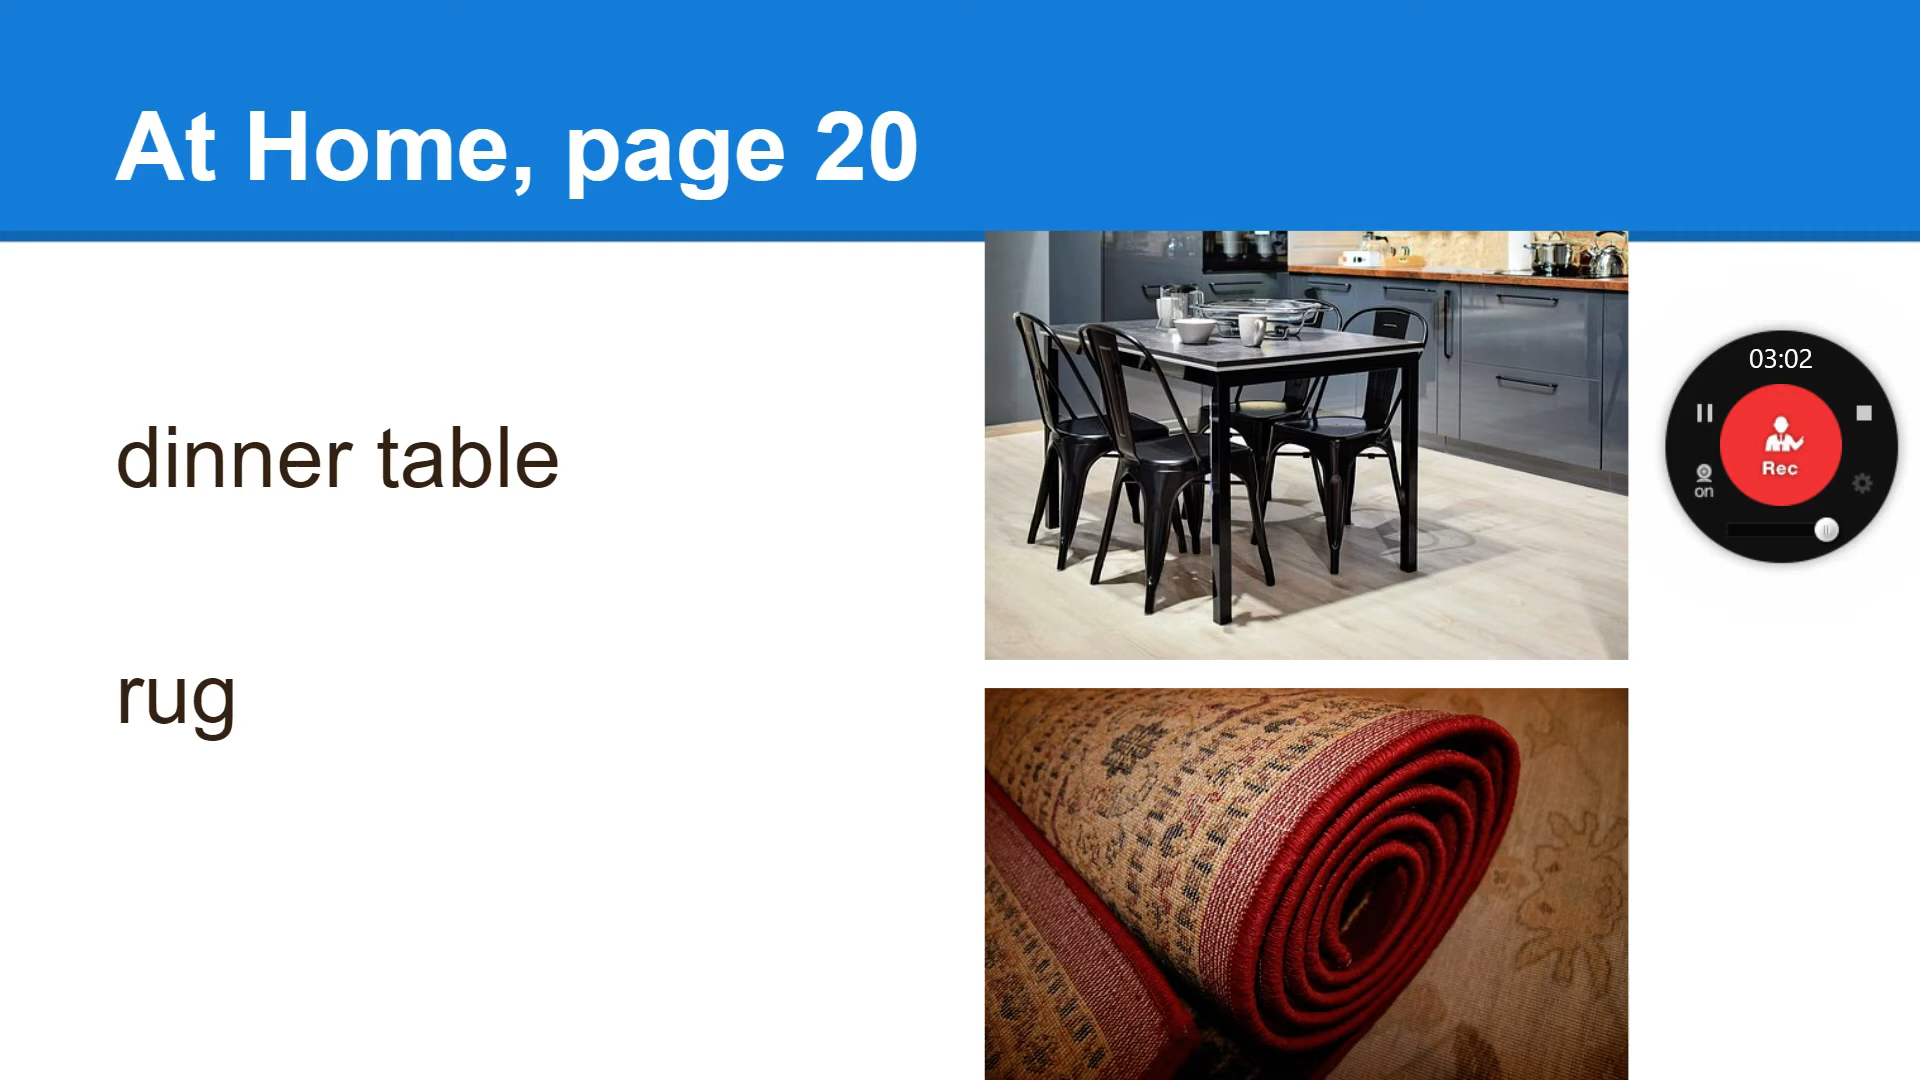 At Home, page 20
03:02
Rec
on
dinner table
rug